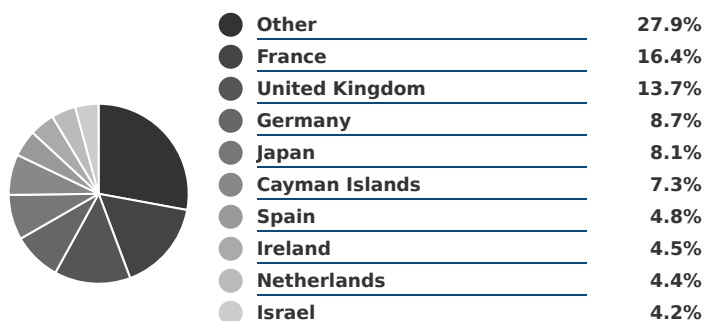 Other 27.9%
France 16.4%
United Kingdom 13.7%
Germany 8.7%
Japan 8.1%
Cayman Islands 7.3%
Spain 4.8%
Ireland 4.5%
Netherlands 4.4%
Israel 4.2%